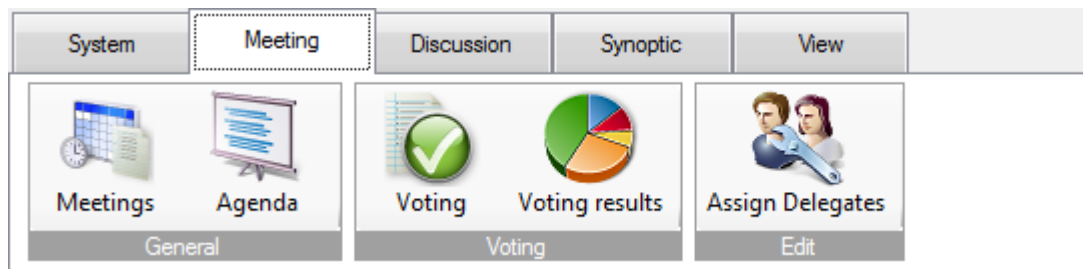 System Meeting Discussion Synoptic View
Meetings Agenda Voting Voting results Assign Delegates
General Voting Edit